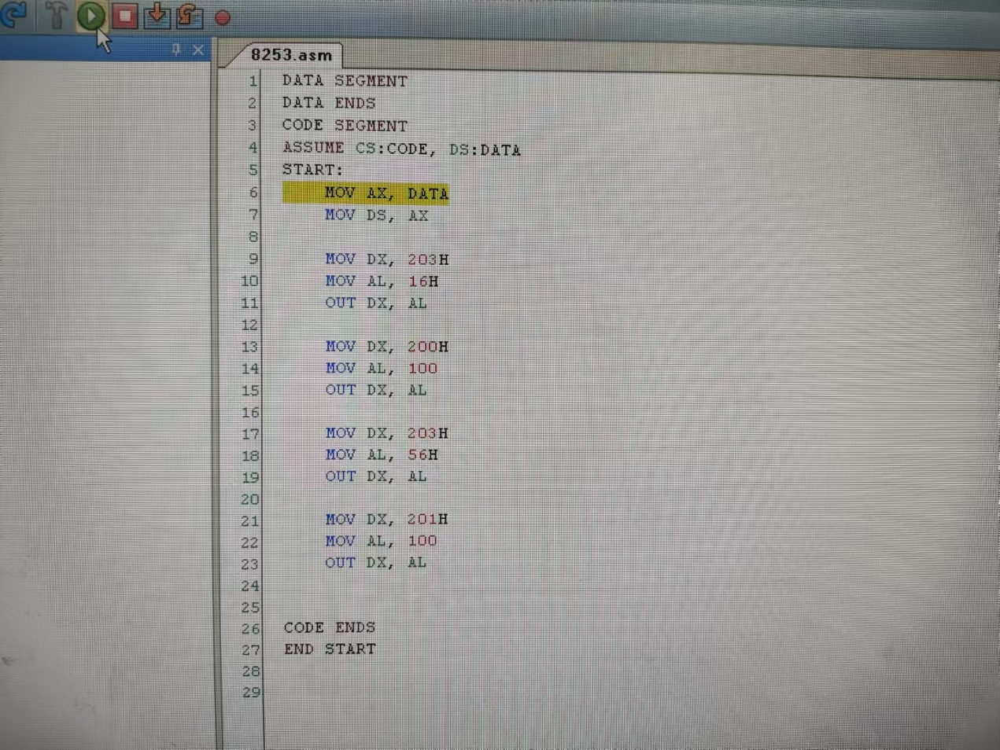 8253.asm
1 DATA SEGMENT
2 DATA ENDS
3 CODE SEGMENT
4 ASSUME CS:CODE, DS:DATA
5 START:
6 MOV AX, DATA
7 MOV DS, AX
8
9 MOV DX, 203H
10 MOV AL, 16H
11 OUT DX, AL
12
13 MOV DX, 200H
14 MOV AL, 100
15 OUT DX, AL
16
17 MOV DX, 203H
18 MOV AL, 56H
19 OUT DX, AL
20
21 MOV DX, 201H
22 MOV AL, 100
23 OUT DX, AL
24
25
26 CODE ENDS
27 END START
28
29